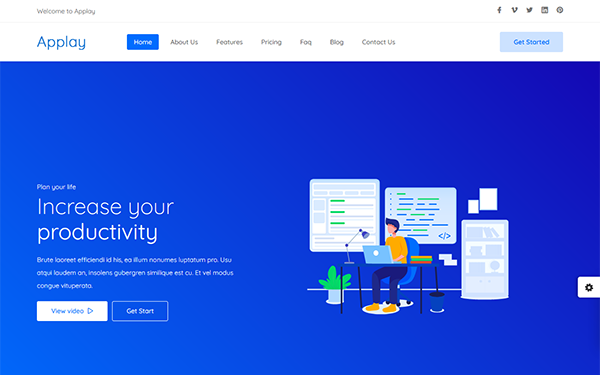 Welcome to Applay
Applay
Home About Us Features Pricing Faq Blog Contact Us
Get Started
Plan your life
Increase your
productivity
Brute laoreet efficiendi id his, ea illum nonumes luptatum pro. Usu
atqui laudem an, insolens gubergren similique est cu. Et vel modus
congue vituperata.
View video Get Start